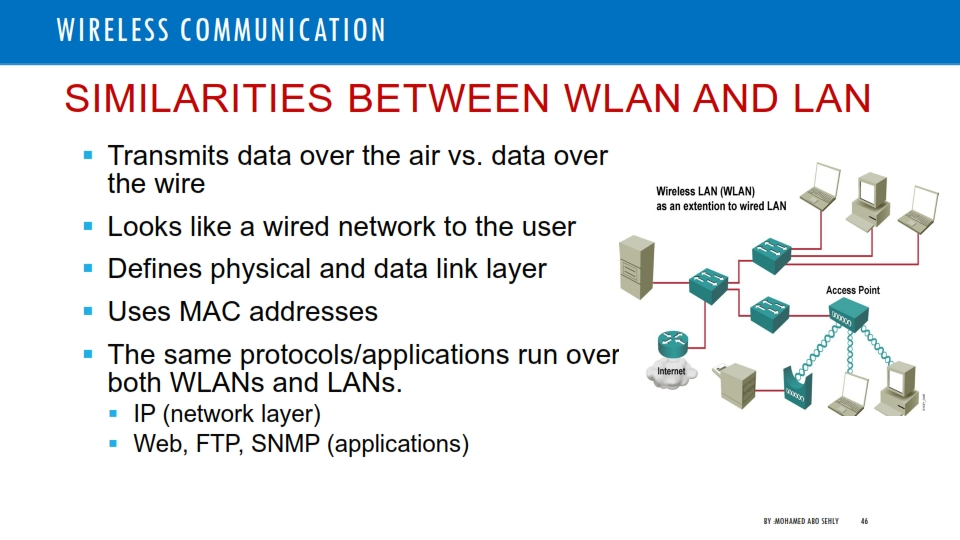 WIRELESS COMMUNICATION
SIMILARITIES BETWEEN WLAN AND LAN
Transmits data over the air vs. data over
the wire
Looks like a wired network to the user
Defines physical and data link layer
Uses MAC addresses
The same protocols/applications run over
both WLANs and LANs.
IP (network layer)
Web, FTP, SNMP (applications)
Wireless LAN (WLAN)
as an extention to wired LAN
Access Point
Internet
BY :MOHAMED ABO SEHLY 46